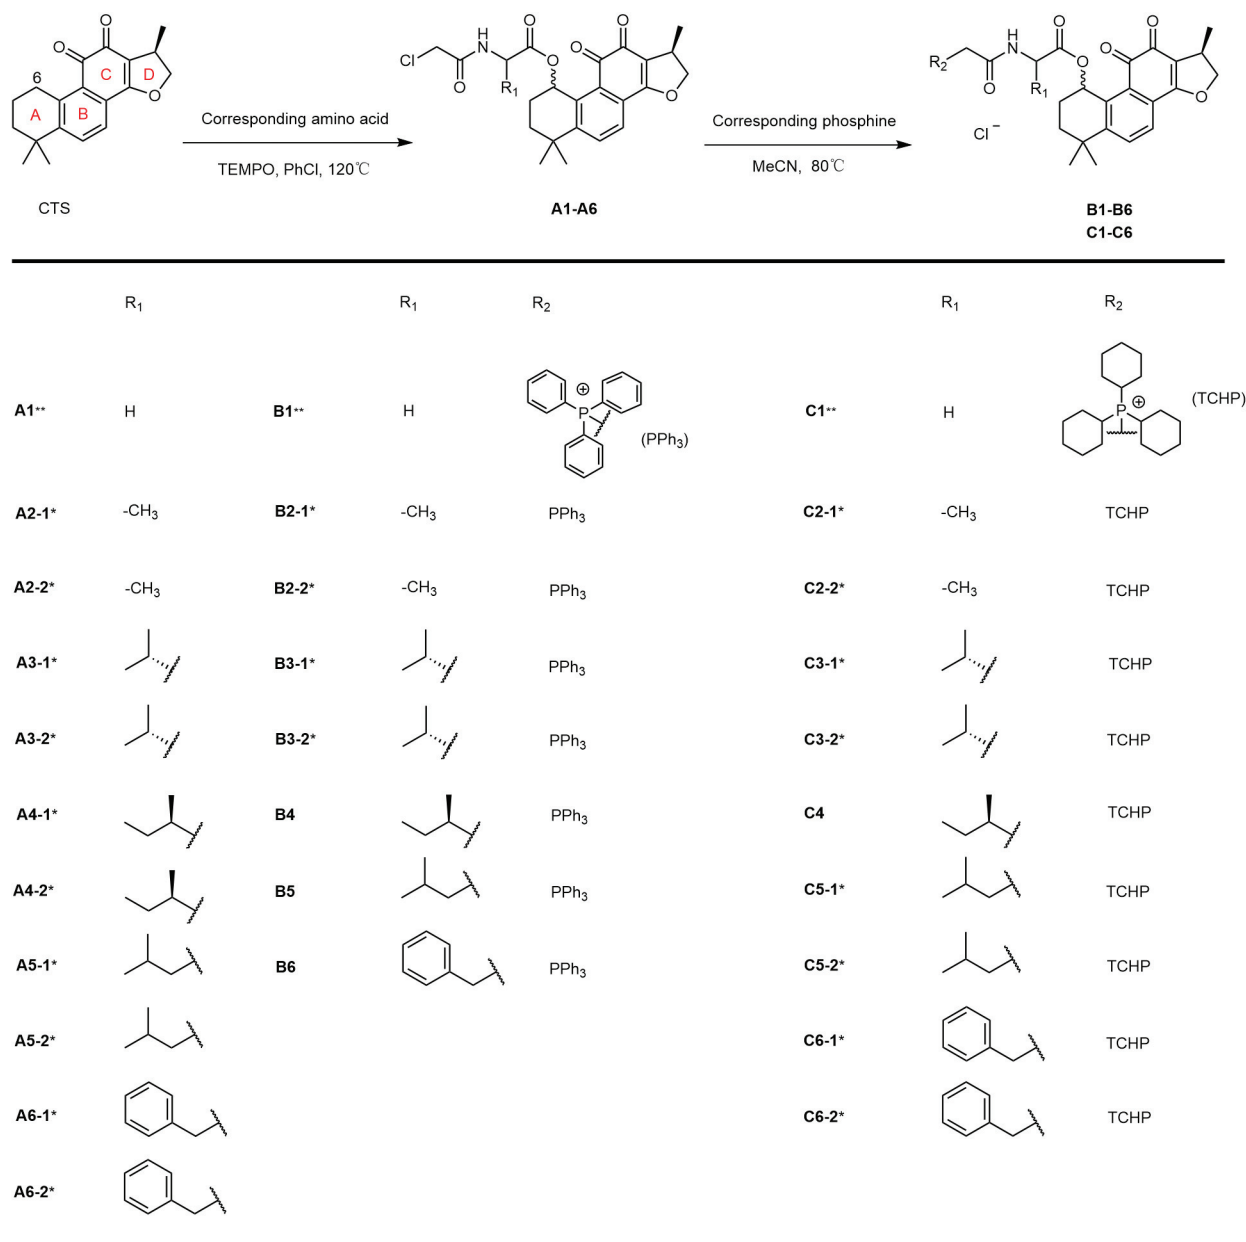 O O
6 C D
O
A B
CTS
Corresponding amino acid
TEMPO, PhCl, 120℃
Cl O H N O R₁ O O O O
A1-A6
Corresponding phosphine
MeCN, 80℃
R₂ O H N O R₁ O O O O
Cl⁻
B1-B6
C1-C6
R₁ R₁ R₂ R₁ R₂
A1** H B1** H P ⊕ (PPh₃) C1** H P ⊕ (TCHP)
A2-1* -CH₃ B2-1* -CH₃ PPh₃ C2-1* -CH₃ TCHP
A2-2* -CH₃ B2-2* -CH₃ PPh₃ C2-2* -CH₃ TCHP
A3-1* B3-1* PPh₃ C3-1* TCHP
A3-2* B3-2* PPh₃ C3-2* TCHP
A4-1* B4 PPh₃ C4 TCHP
A4-2* B5 PPh₃ C5-1* TCHP
A5-1* B6 PPh₃ C5-2* TCHP
A5-2* C6-1* TCHP
A6-1* C6-2* TCHP
A6-2*